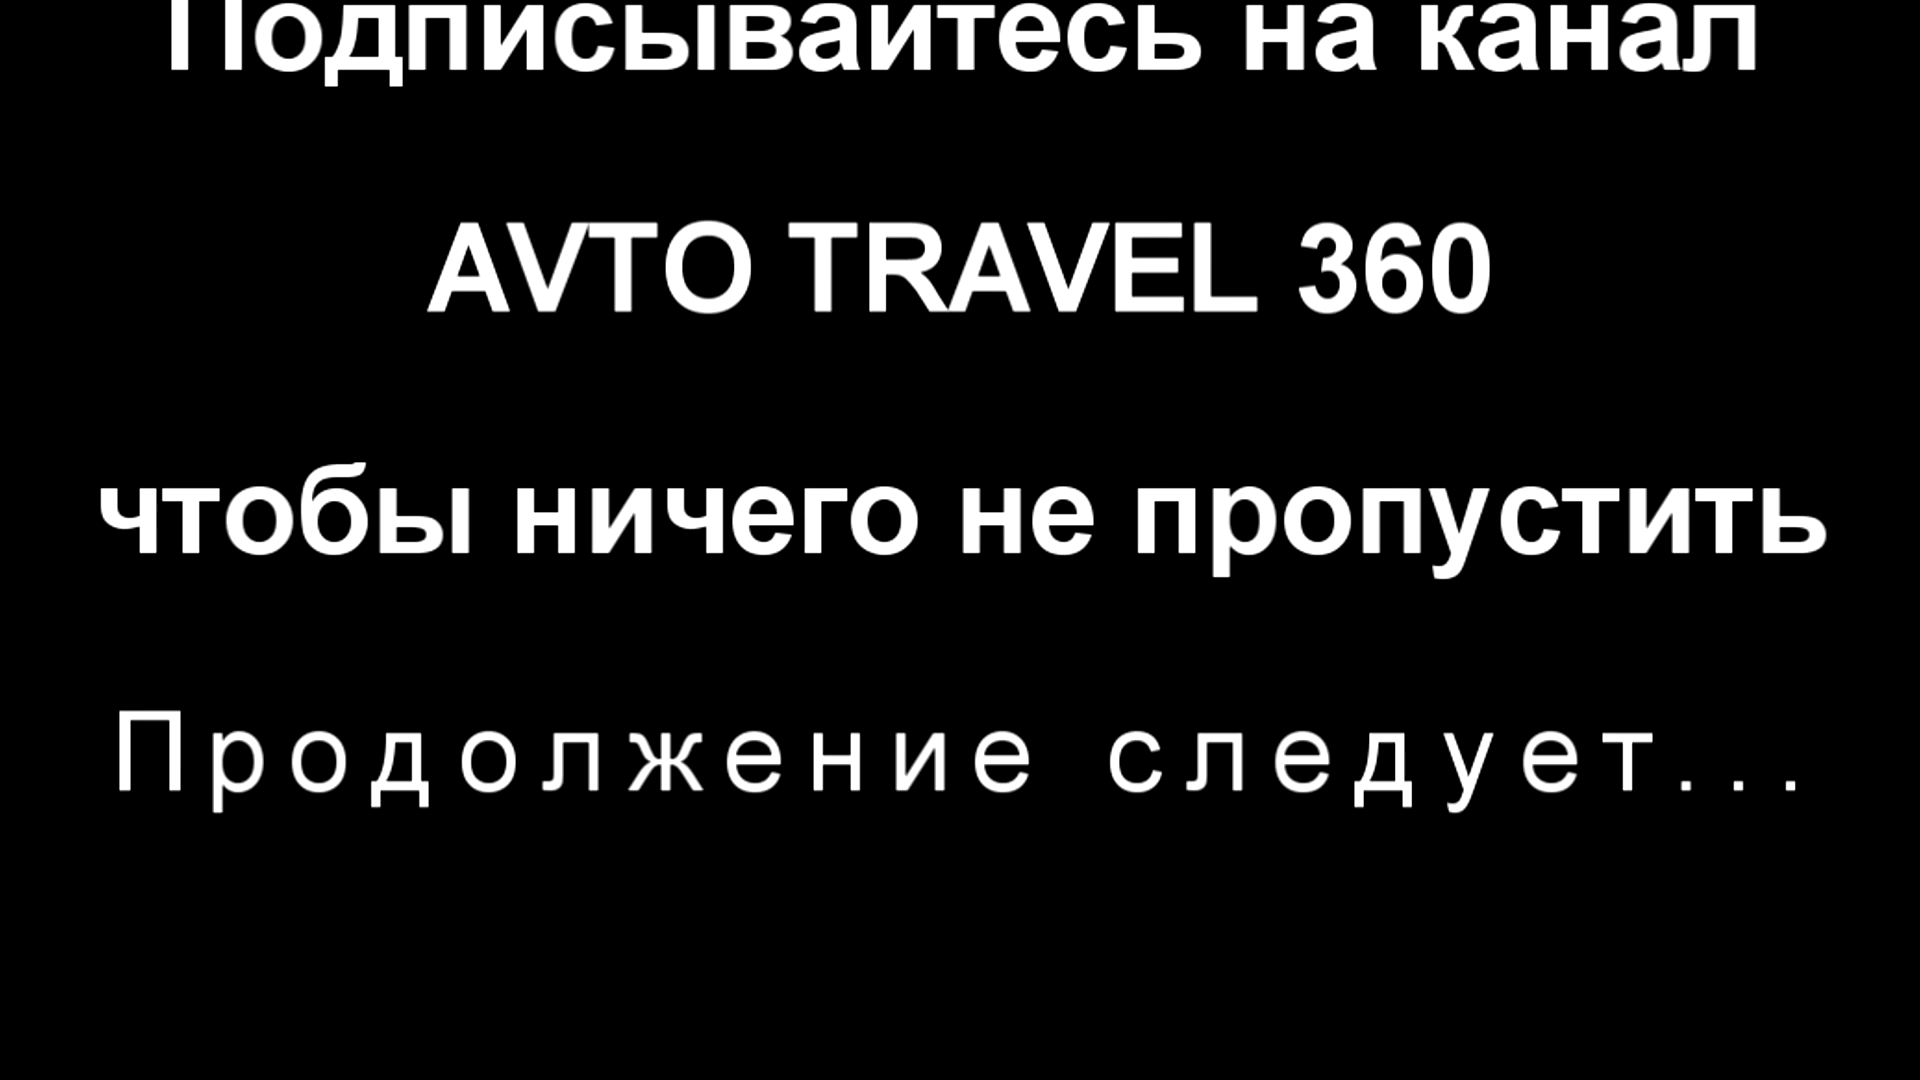 Подписывайтесь на канал
AVTO TRAVEL 360
чтобы ничего не пропустить
Продолжение следует...